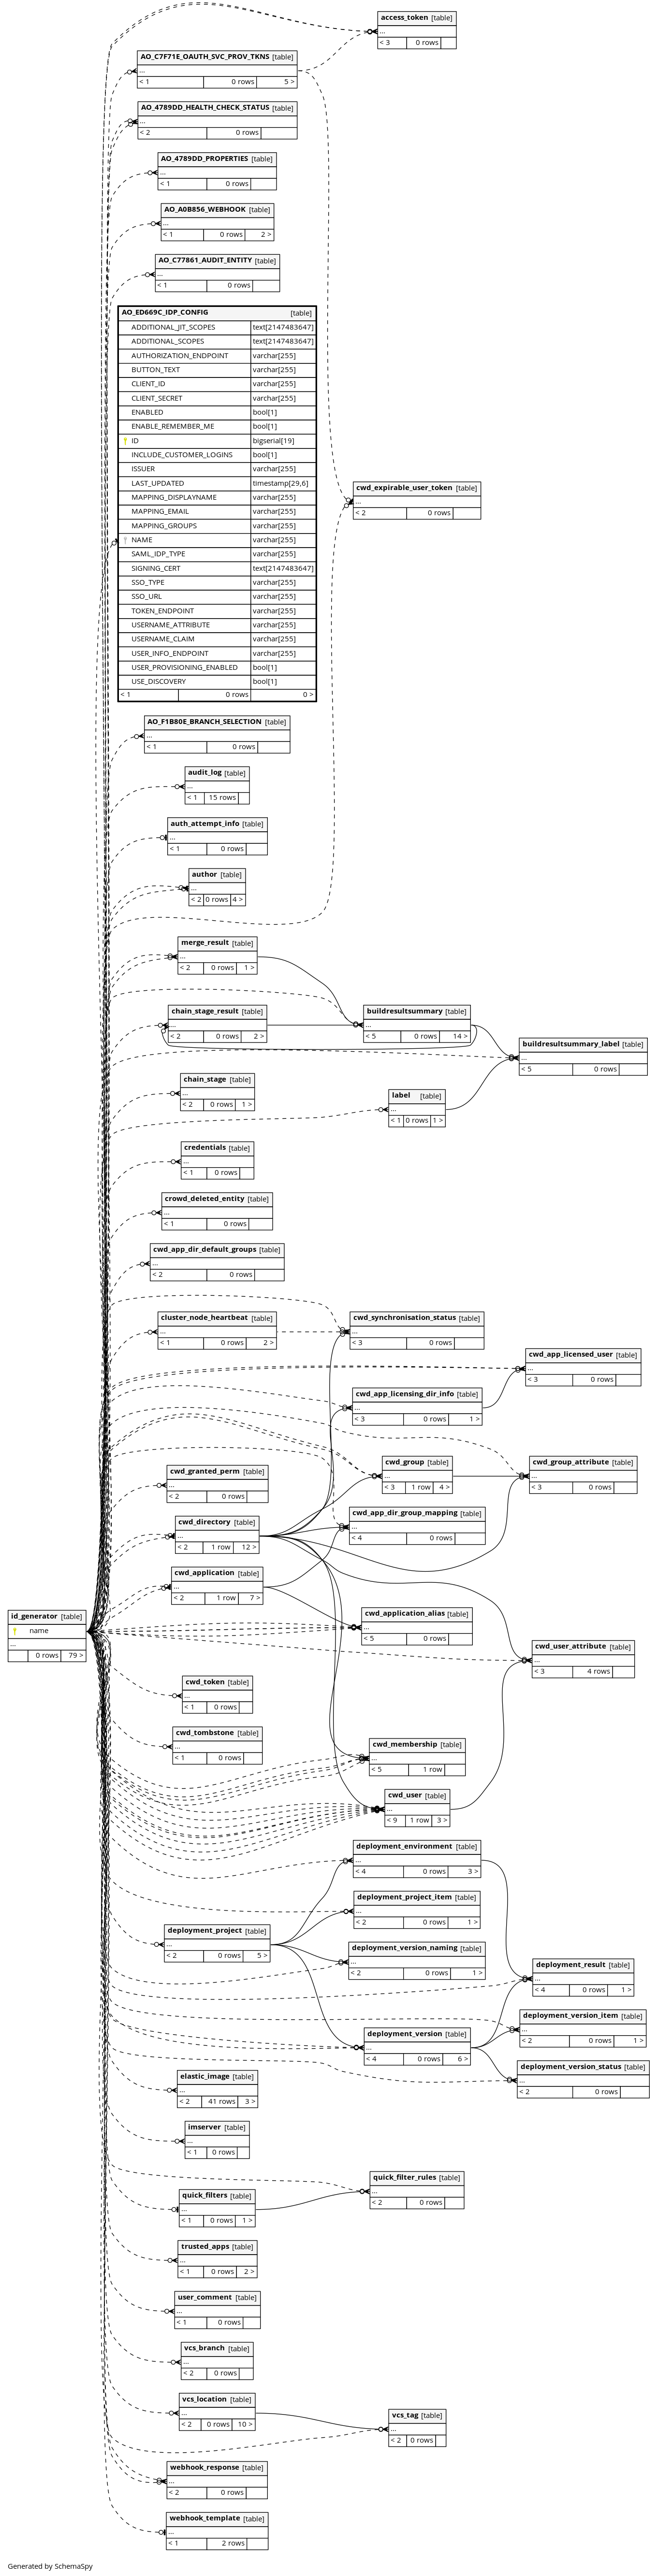 access_token [table]
...
< 3 0 rows
AO_C7F71E_OAUTH_SVC_PROV_TKNS [table]
...
< 1 0 rows 5 >
AO_4789DD_HEALTH_CHECK_STATUS [table]
...
< 2 0 rows
AO_4789DD_PROPERTIES [table]
...
< 1 0 rows
AO_A0B856_WEBHOOK [table]
...
< 1 0 rows 2 >
AO_C77861_AUDIT_ENTITY [table]
...
< 1 0 rows
AO_ED669C_IDP_CONFIG [table]
ADDITIONAL_JIT_SCOPES text[2147483647]
ADDITIONAL_SCOPES text[2147483647]
AUTHORIZATION_ENDPOINT varchar[255]
BUTTON_TEXT varchar[255]
CLIENT_ID varchar[255]
CLIENT_SECRET varchar[255]
ENABLED bool[1]
ENABLE_REMEMBER_ME bool[1]
ID bigserial[19]
INCLUDE_CUSTOMER_LOGINS bool[1]
ISSUER varchar[255]
LAST_UPDATED timestamp[29,6]
MAPPING_DISPLAYNAME varchar[255]
MAPPING_EMAIL varchar[255]
MAPPING_GROUPS varchar[255]
NAME varchar[255]
SAML_IDP_TYPE varchar[255]
SIGNING_CERT text[2147483647]
SSO_TYPE varchar[255]
SSO_URL varchar[255]
TOKEN_ENDPOINT varchar[255]
USERNAME_ATTRIBUTE varchar[255]
USERNAME_CLAIM varchar[255]
USER_INFO_ENDPOINT varchar[255]
USER_PROVISIONING_ENABLED bool[1]
USE_DISCOVERY bool[1]
< 1 0 rows 0 >
cwd_expirable_user_token [table]
...
< 2 0 rows
AO_F1B80E_BRANCH_SELECTION [table]
...
< 1 0 rows
audit_log [table]
...
< 1 15 rows
auth_attempt_info [table]
...
< 1 0 rows
author [table]
...
< 2 0 rows 4 >
merge_result [table]
...
< 2 0 rows 1 >
chain_stage_result [table]
...
< 2 0 rows 2 >
buildresultsummary [table]
...
< 5 0 rows 14 >
buildresultsummary_label [table]
...
< 5 0 rows
chain_stage [table]
...
< 2 0 rows 1 >
label [table]
...
< 1 0 rows 1 >
credentials [table]
...
< 1 0 rows
crowd_deleted_entity [table]
...
< 1 0 rows
cwd_app_dir_default_groups [table]
...
< 2 0 rows
cluster_node_heartbeat [table]
...
< 1 0 rows 2 >
cwd_synchronisation_status [table]
...
< 3 0 rows
cwd_app_licensed_user [table]
...
< 3 0 rows
cwd_app_licensing_dir_info [table]
...
< 3 0 rows 1 >
cwd_group [table]
...
< 3 1 row 4 >
cwd_group_attribute [table]
...
< 3 0 rows
cwd_granted_perm [table]
...
< 2 0 rows
cwd_app_dir_group_mapping [table]
...
< 4 0 rows
cwd_directory [table]
...
< 2 1 row 12 >
cwd_application [table]
...
< 2 1 row 7 >
id_generator [table]
name
...
0 rows 79 >
cwd_application_alias [table]
...
< 5 0 rows
cwd_user_attribute [table]
...
< 3 4 rows
cwd_token [table]
...
< 1 0 rows
cwd_tombstone [table]
...
< 1 0 rows
cwd_membership [table]
...
< 5 1 row
cwd_user [table]
...
< 9 1 row 3 >
deployment_environment [table]
...
< 4 0 rows 3 >
deployment_project_item [table]
...
< 2 0 rows 1 >
deployment_project [table]
...
< 2 0 rows 5 >
deployment_version_naming [table]
...
< 2 0 rows 1 >
deployment_result [table]
...
< 4 0 rows 1 >
deployment_version_item [table]
...
< 2 0 rows 1 >
deployment_version [table]
...
< 4 0 rows 6 >
deployment_version_status [table]
...
< 2 0 rows
elastic_image [table]
...
< 2 41 rows 3 >
imserver [table]
...
< 1 0 rows
quick_filter_rules [table]
...
< 2 0 rows
quick_filters [table]
...
< 1 0 rows 1 >
trusted_apps [table]
...
< 1 0 rows 2 >
user_comment [table]
...
< 1 0 rows
vcs_branch [table]
...
< 2 0 rows
vcs_location [table]
...
< 2 0 rows 10 >
vcs_tag [table]
...
< 2 0 rows
webhook_response [table]
...
< 2 0 rows
webhook_template [table]
...
< 1 2 rows
Generated by SchemaSpy